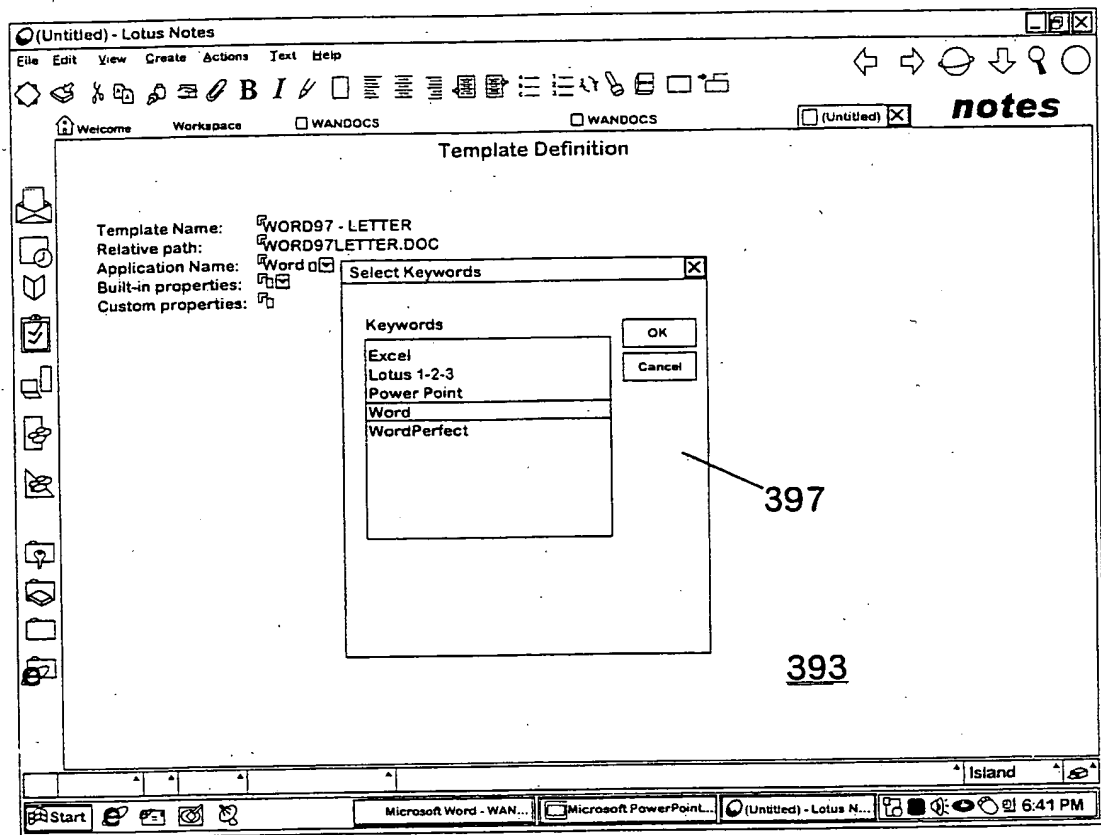 (Untitled) - Lotus Notes
File Edit View Create Actions Text Help
B I
notes
Welcome Workspace WANDOCS WANDOCS (Untitled)
Template Definition
Template Name: WORD97 - LETTER
Relative path: WORD97LETTER.DOC
Application Name: Word
Built-in properties:
Custom properties:
Select Keywords
Keywords
OK
Cancel
Excel
Lotus 1-2-3
Power Point
Word
WordPerfect
397
393
Island
Start Microsoft Word - WAN... Microsoft PowerPoint... (Untitled) - Lotus N... 6:41 PM